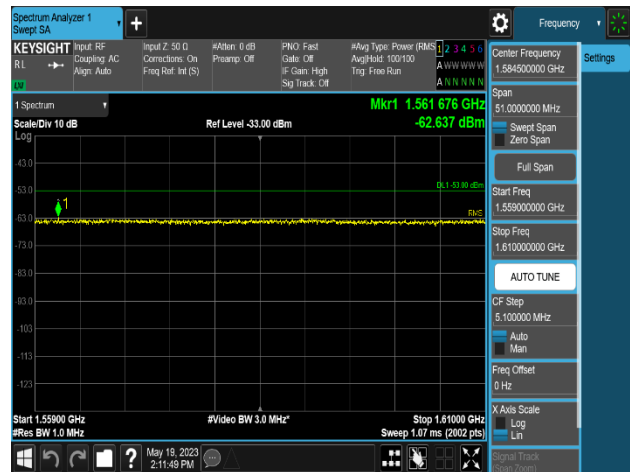 Spectrum Analyzer 1
Swept SA
Frequency
KEYSIGHT
RL
Input: RF
Coupling: AC
Align: Auto
Input Z: 50 Ω
Corrections: On
Freq Ref: Int (S)
#Atten: 0 dB
Preamp: Off
PNO: Fast
Gate: Off
IF Gain: High
Sig Track: Off
#Avg Type: Power (RMS)
Avg|Hold: 100/100
Trig: Free Run
1 2 3 4 5 6
A W W W W W
A N N N N N
LW
1 Spectrum
Scale/Div 10 dB
Ref Level -33.00 dBm
Mkr1 1.561 676 GHz
-62.637 dBm
Log
-43.0
-53.0
-63.0
-73.0
-83.0
-93.0
-103
-113
-123
1
DL1 -53.00 dBm
RMS
Start 1.55900 GHz
#Res BW 1.0 MHz
#Video BW 3.0 MHz*
Stop 1.61000 GHz
Sweep 1.07 ms (2002 pts)
May 19, 2023
2:11:49 PM
Center Frequency
1.584500000 GHz
Settings
Span
51.0000000 MHz
Swept Span
Zero Span
Full Span
Start Freq
1.559000000 GHz
Stop Freq
1.610000000 GHz
AUTO TUNE
CF Step
5.100000 MHz
Auto
Man
Freq Offset
0 Hz
X Axis Scale
Log
Lin
Signal Track
(Span Zoom)